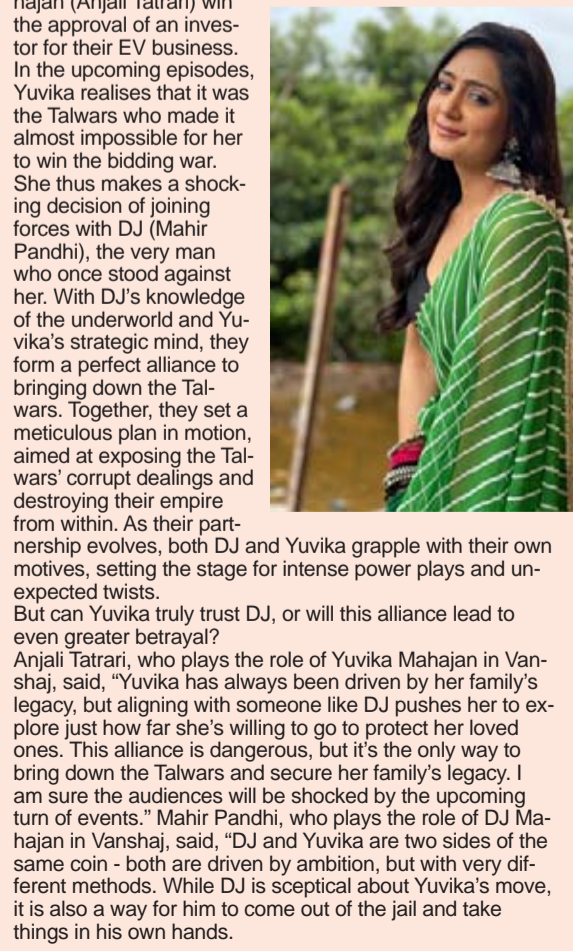 hajan (Anjali Tatrari) win
the approval of an inves-
tor for their EV business.
In the upcoming episodes,
Yuvika realises that it was
the Talwars who made it
almost impossible for her
to win the bidding war.
She thus makes a shock-
ing decision of joining
forces with DJ (Mahir
Pandhi), the very man
who once stood against
her. With DJ’s knowledge
of the underworld and Yu-
vika’s strategic mind, they
form a perfect alliance to
bringing down the Tal-
wars. Together, they set a
meticulous plan in motion,
aimed at exposing the Tal-
wars’ corrupt dealings and
destroying their empire
from within. As their part-
nership evolves, both DJ and Yuvika grapple with their own
motives, setting the stage for intense power plays and un-
expected twists.
But can Yuvika truly trust DJ, or will this alliance lead to
even greater betrayal?
Anjali Tatrari, who plays the role of Yuvika Mahajan in Van-
shaj, said, “Yuvika has always been driven by her family’s
legacy, but aligning with someone like DJ pushes her to ex-
plore just how far she’s willing to go to protect her loved
ones. This alliance is dangerous, but it’s the only way to
bring down the Talwars and secure her family’s legacy. I
am sure the audiences will be shocked by the upcoming
turn of events.” Mahir Pandhi, who plays the role of DJ Ma-
hajan in Vanshaj, said, “DJ and Yuvika are two sides of the
same coin - both are driven by ambition, but with very dif-
ferent methods. While DJ is sceptical about Yuvika’s move,
it is also a way for him to come out of the jail and take
things in his own hands.